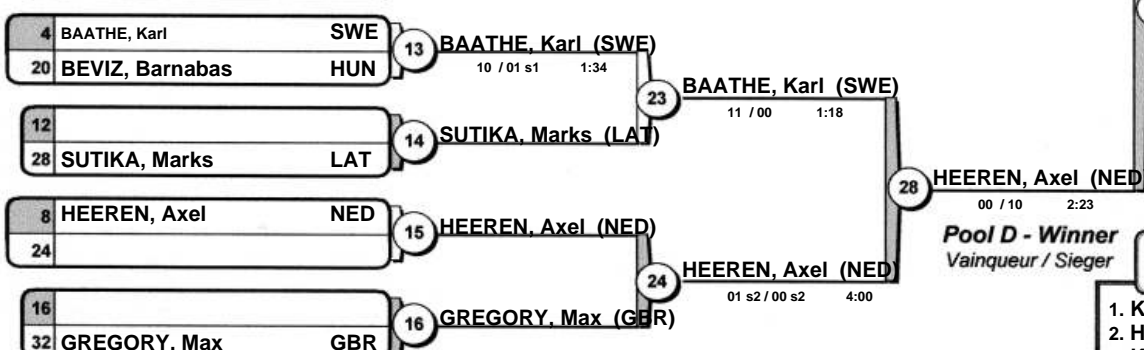 4 BAATHE, Karl SWE
20 BEVIZ, Barnabas HUN
13
BAATHE, Karl (SWE)
10 / 01 s1 1:34
12
28 SUTIKA, Marks LAT
14
SUTIKA, Marks (LAT)
23
BAATHE, Karl (SWE)
11 / 00 1:18
8 HEEREN, Axel NED
24
15
HEEREN, Axel (NED)
16
32 GREGORY, Max GBR
16
GREGORY, Max (GBR)
24
HEEREN, Axel (NED)
01 s2 / 00 s2 4:00
28
HEEREN, Axel (NED)
00 / 10 2:23
Pool D - Winner
Vainqueur / Sieger
1. K
2. H